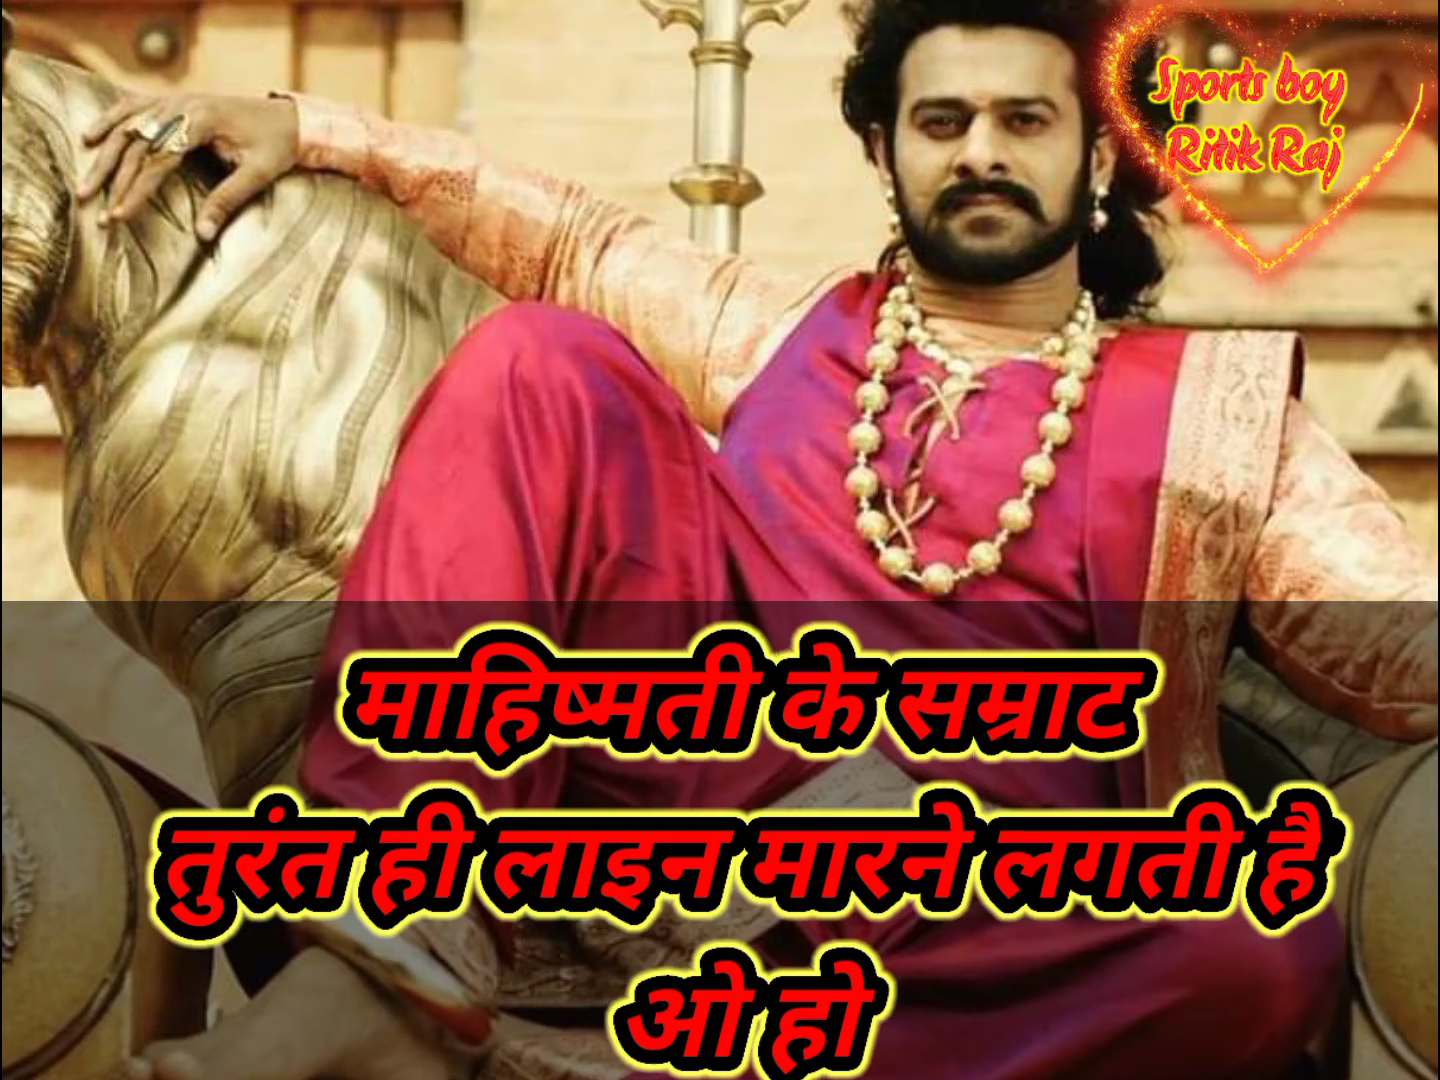 Sports boy
Ritik Raj
माहिष्मती के सम्राट
तुरंत ही लाइन मारने लगती है
ओ हो